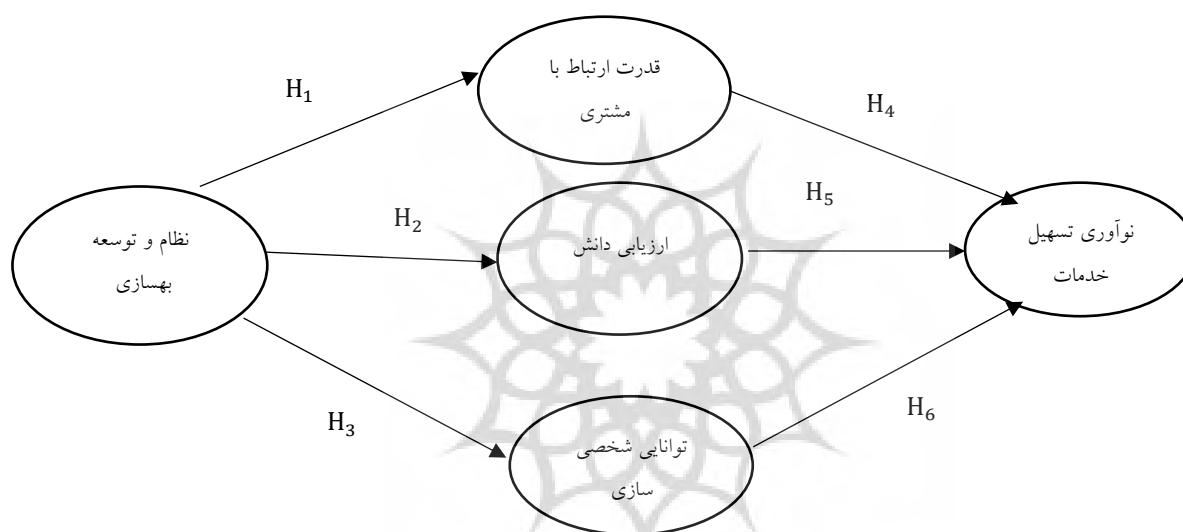 قدرت ارتباط با
مشتری
H₁
H₄
نظام و توسعه
بهسازی
H₂
ارزیابی دانش
H₅
نوآوری تسهیل
خدمات
H₃
توانایی شخصی
سازی
H₆